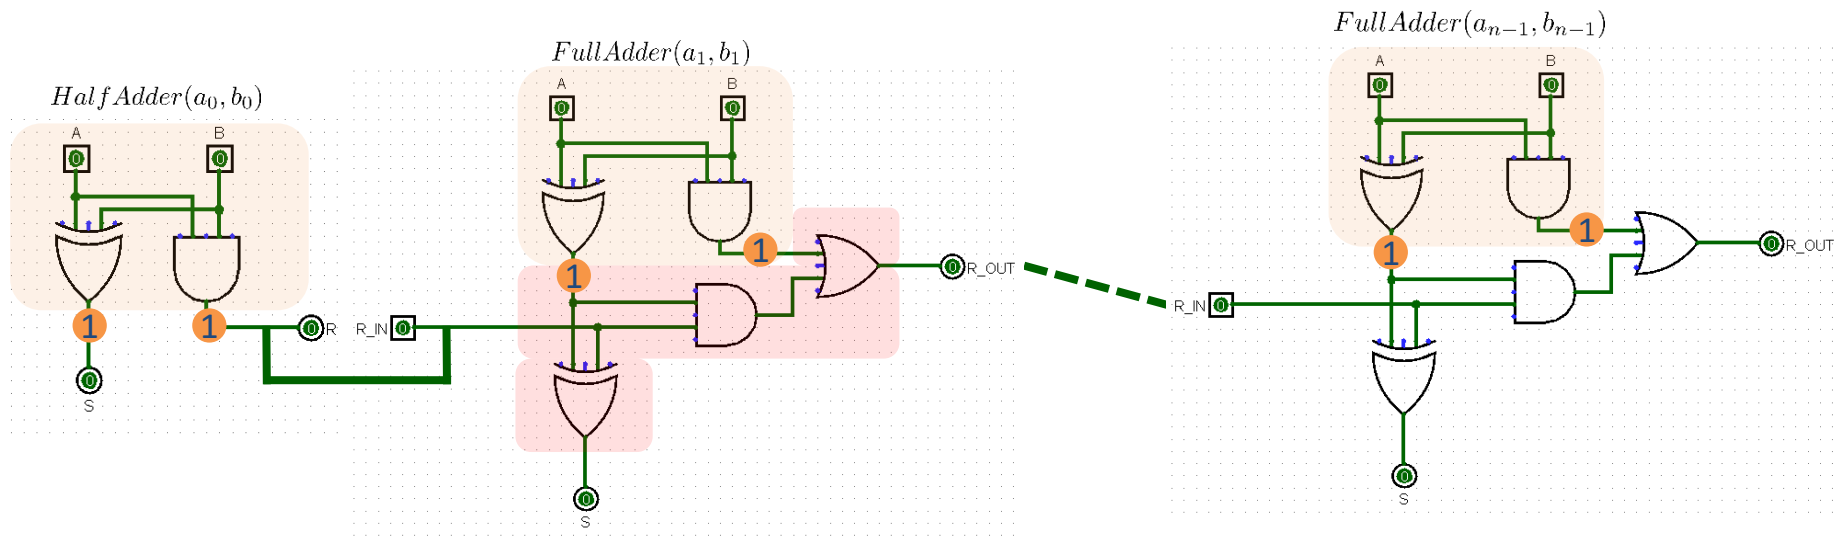 HalfAdder(a₀, b₀)
A B
0 0
1 1
0 R
0
S
FullAdder(a₁, b₁)
A B
0 0
1
1
0 R_OUT
R_IN 0
0
S
FullAdder(aₙ₋₁, bₙ₋₁)
A B
0 0
1
1
0 R_OUT
R_IN 0
0
S